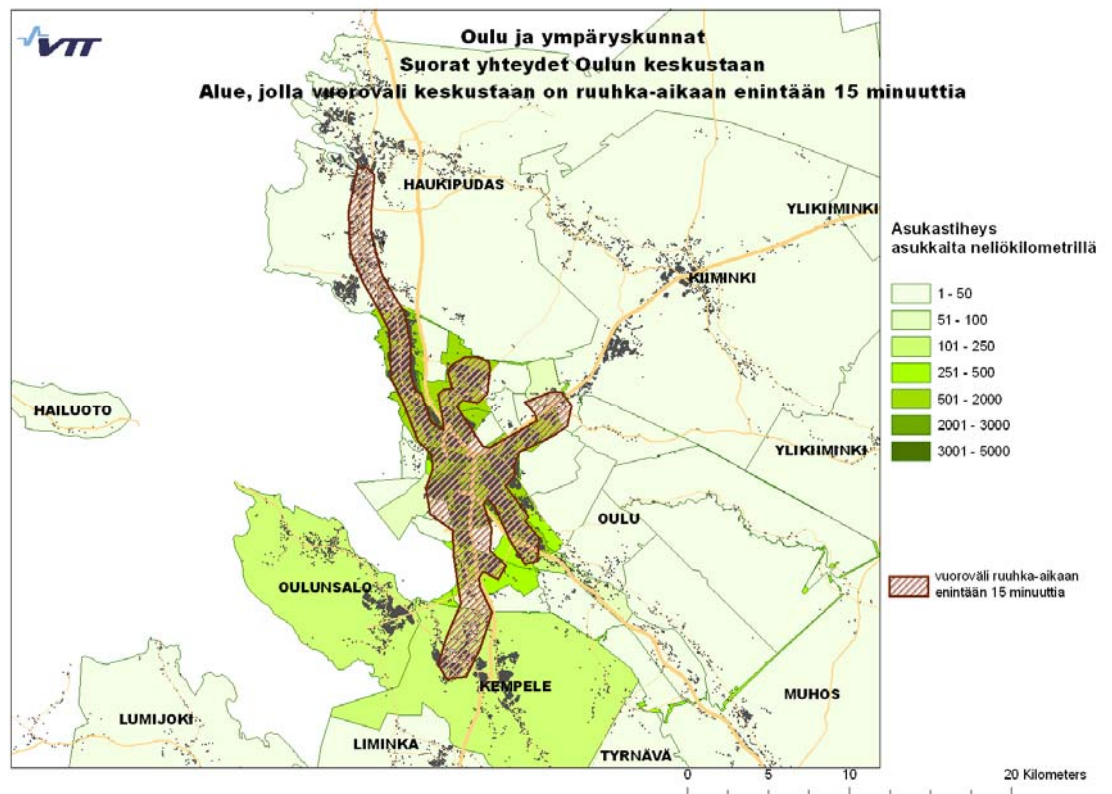 VTT
Oulu ja ympäryskunnat
Suorat yhteydet Oulun keskustaan
Alue, jolla vuoroväli keskustaan on ruuhka-aikaan enintään 15 minuuttia
HAUKIPUDAS
YLIKIIMINKI
KIIMINKI
HAILUOTO
YLIKIIMINKI
OULU
OULUNSALO
KEMPELE
MUHOS
LUMIJOKI
LIMINKA
TYRNÄVÄ
Asukastiheys
asukkaita neliökilometrillä
1 - 50
51 - 100
101 - 250
251 - 500
501 - 2000
2001 - 3000
3001 - 5000
vuoroväli ruuhka-aikaan
enintään 15 minuuttia
0 5 10 20 Kilometers